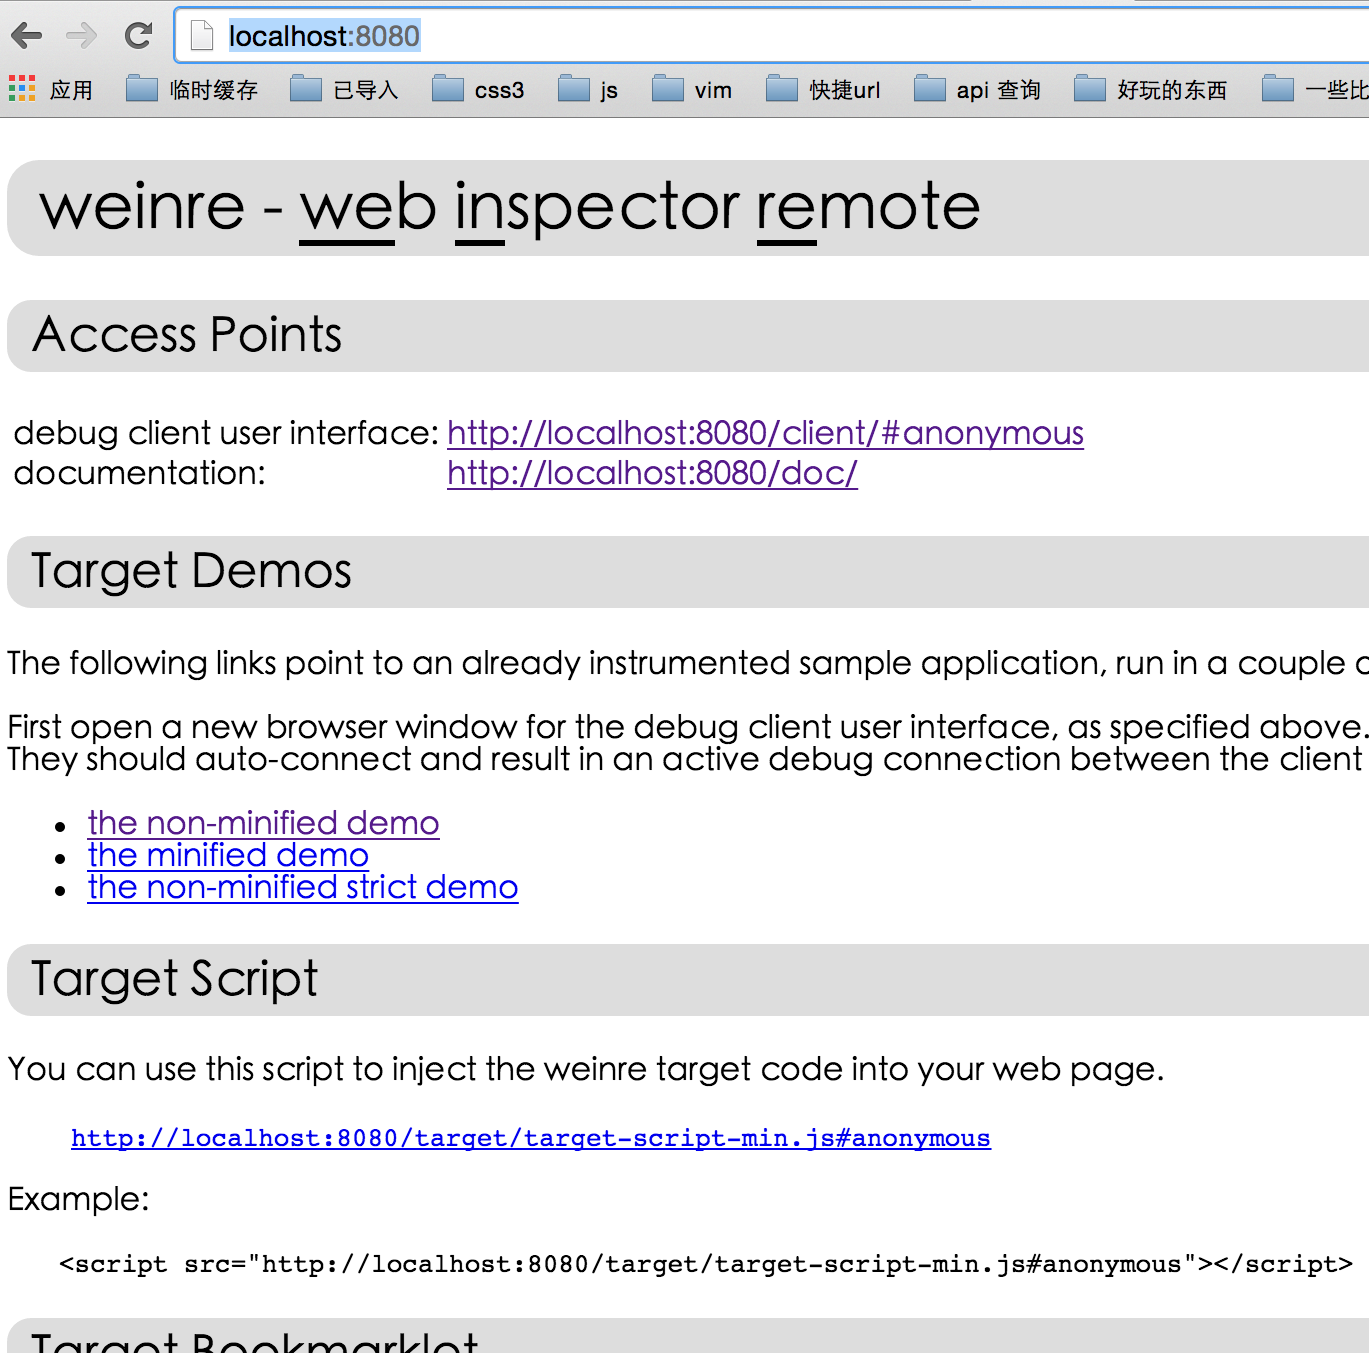 localhost:8080
应用 临时缓存 已导入 css3 js vim 快捷url api 查询 好玩的东西 一些比
weinre - web inspector remote
Access Points
debug client user interface: http://localhost:8080/client/#anonymous
documentation: http://localhost:8080/doc/
Target Demos
The following links point to an already instrumented sample application, run in a couple
First open a new browser window for the debug client user interface, as specified above.
They should auto-connect and result in an active debug connection between the client
the non-minified demo
the minified demo
the non-minified strict demo
Target Script
You can use this script to inject the weinre target code into your web page.
http://localhost:8080/target/target-script-min.js#anonymous
Example:
<script src="http://localhost:8080/target/target-script-min.js#anonymous"></script>
Target Bookmarklet